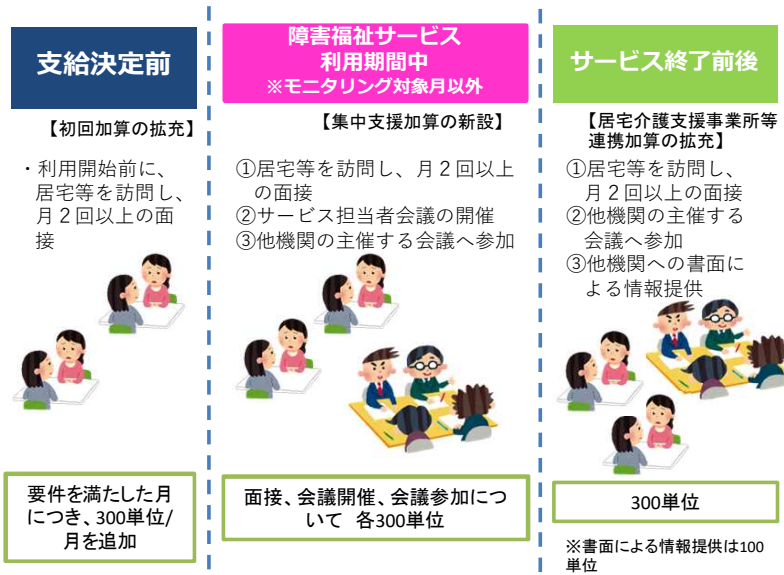 支給決定前
【初回加算の拡充】
・利用開始前に、
居宅等を訪問し、
月２回以上の面
接
要件を満たした月
につき、300単位/
月を追加
障害福祉サービス
利用期間中
※モニタリング対象月以外
【集中支援加算の新設】
①居宅等を訪問し、月２回以上
の面接
②サービス担当者会議の開催
③他機関の主催する会議へ参加
面接、会議開催、会議参加につ
いて 各300単位
サービス終了前後
【居宅介護支援事業所等
連携加算の拡充】
①居宅等を訪問し、
月２回以上の面接
②他機関の主催する
会議へ参加
③他機関への書面に
よる情報提供
300単位
※書面による情報提供は100
単位